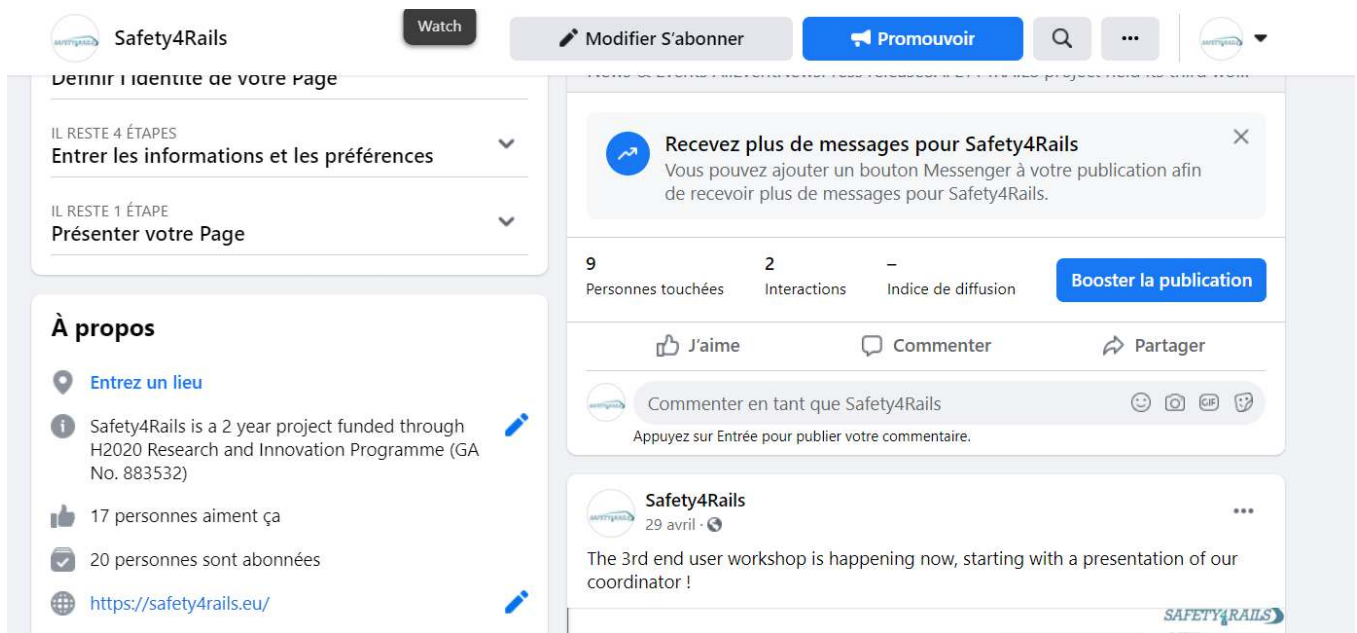 Safety4Rails
Watch
Modifier S'abonner
Promouvoir
Définir l'identité de votre Page
IL RESTE 4 ÉTAPES
Entrer les informations et les préférences
IL RESTE 1 ÉTAPE
Présenter votre Page
À propos
Entrez un lieu
Safety4Rails is a 2 year project funded through
H2020 Research and Innovation Programme (GA
No. 883532)
17 personnes aiment ça
20 personnes sont abonnées
https://safety4rails.eu/
Recevez plus de messages pour Safety4Rails
Vous pouvez ajouter un bouton Messenger à votre publication afin
de recevoir plus de messages pour Safety4Rails.
9
Personnes touchées
2
Interactions
–
Indice de diffusion
Booster la publication
J'aime
Commenter
Partager
Commenter en tant que Safety4Rails
GIF
Appuyez sur Entrée pour publier votre commentaire.
Safety4Rails
29 avril ·
The 3rd end user workshop is happening now, starting with a presentation of our
coordinator !
SAFETY4RAILS